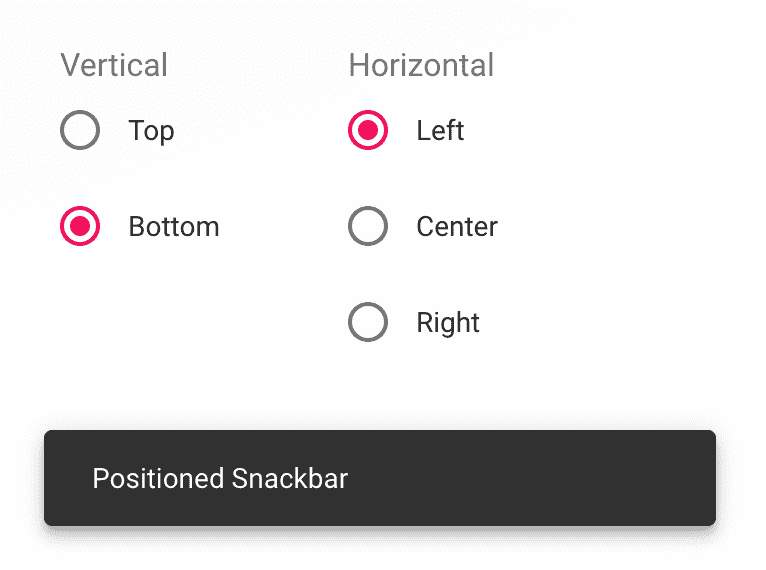 Vertical
Top
Bottom
Horizontal
Left
Center
Right
Positioned Snackbar